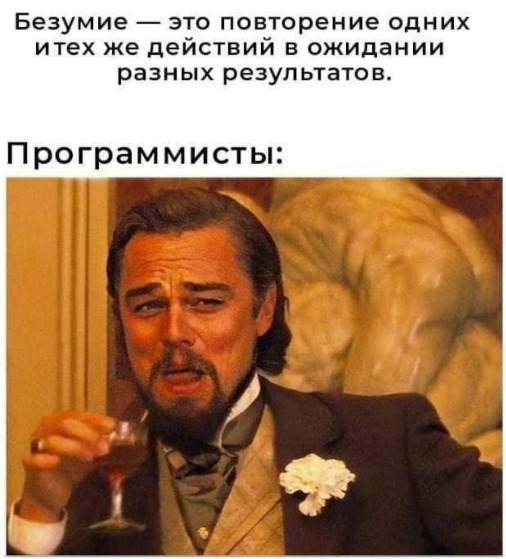 Безумие — это повторение одних
итех же действий в ожидании
разных результатов.
Программисты: